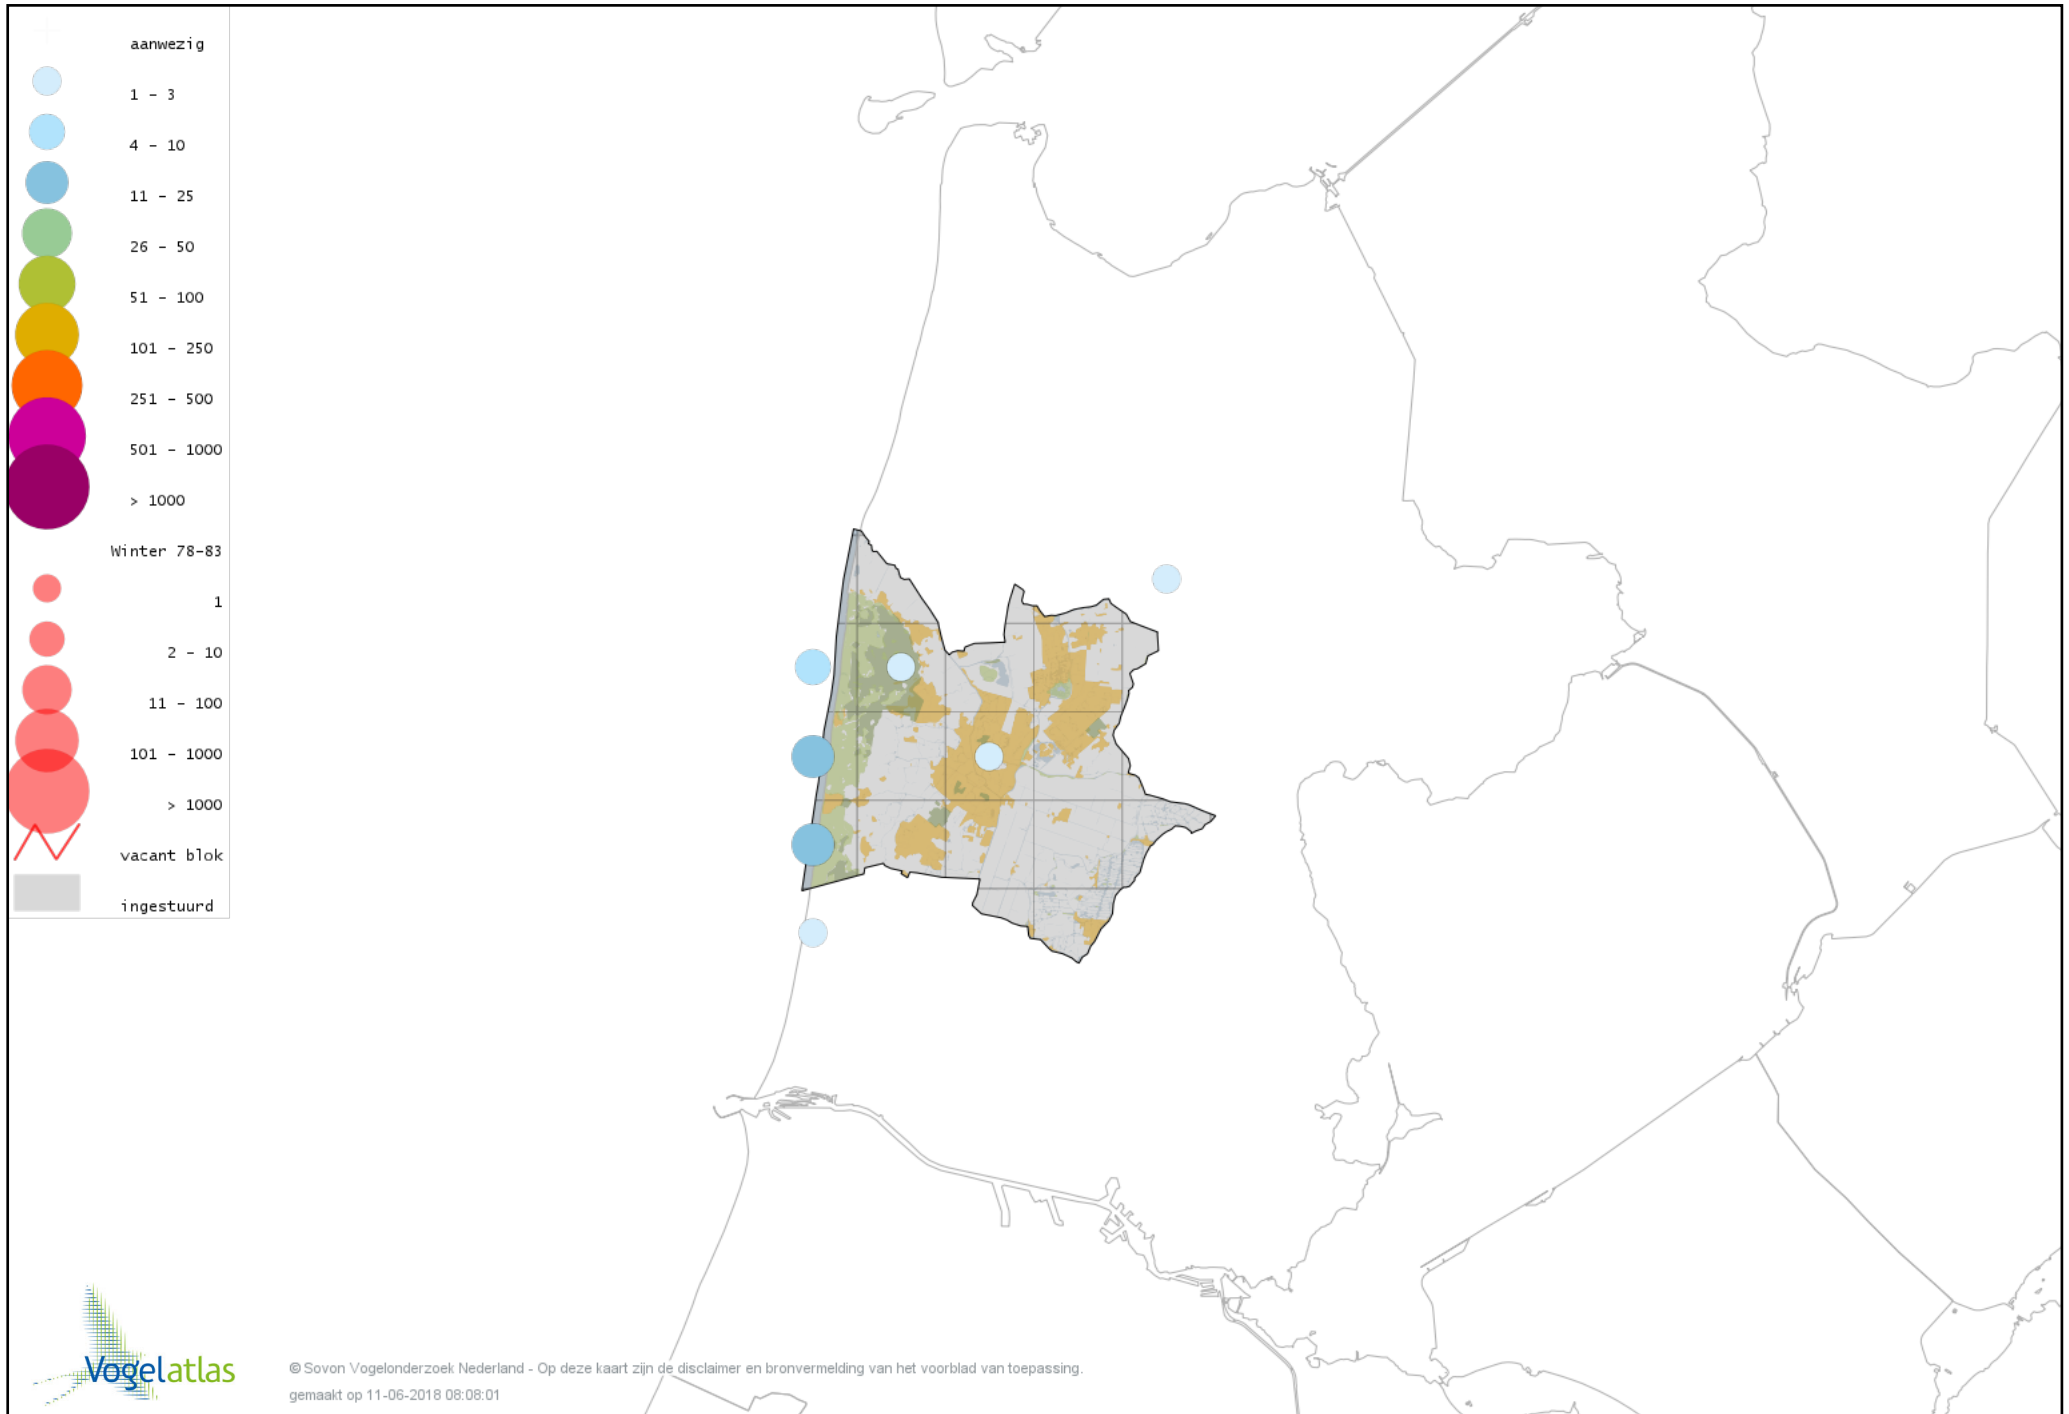 aanwezig
1 - 3
4 - 10
11 - 25
26 - 50
51 - 100
101 - 250
251 - 500
501 - 1000
> 1000
Winter 78-83
1
2 - 10
11 - 100
101 - 1000
> 1000
vacant blok
ingestuurd
Vogelatlas
© Sovon Vogelonderzoek Nederland - Op deze kaart zijn de disclaimer en bronvermelding van het voorblad van toepassing.
gemaakt op 11-06-2018 08:08:01